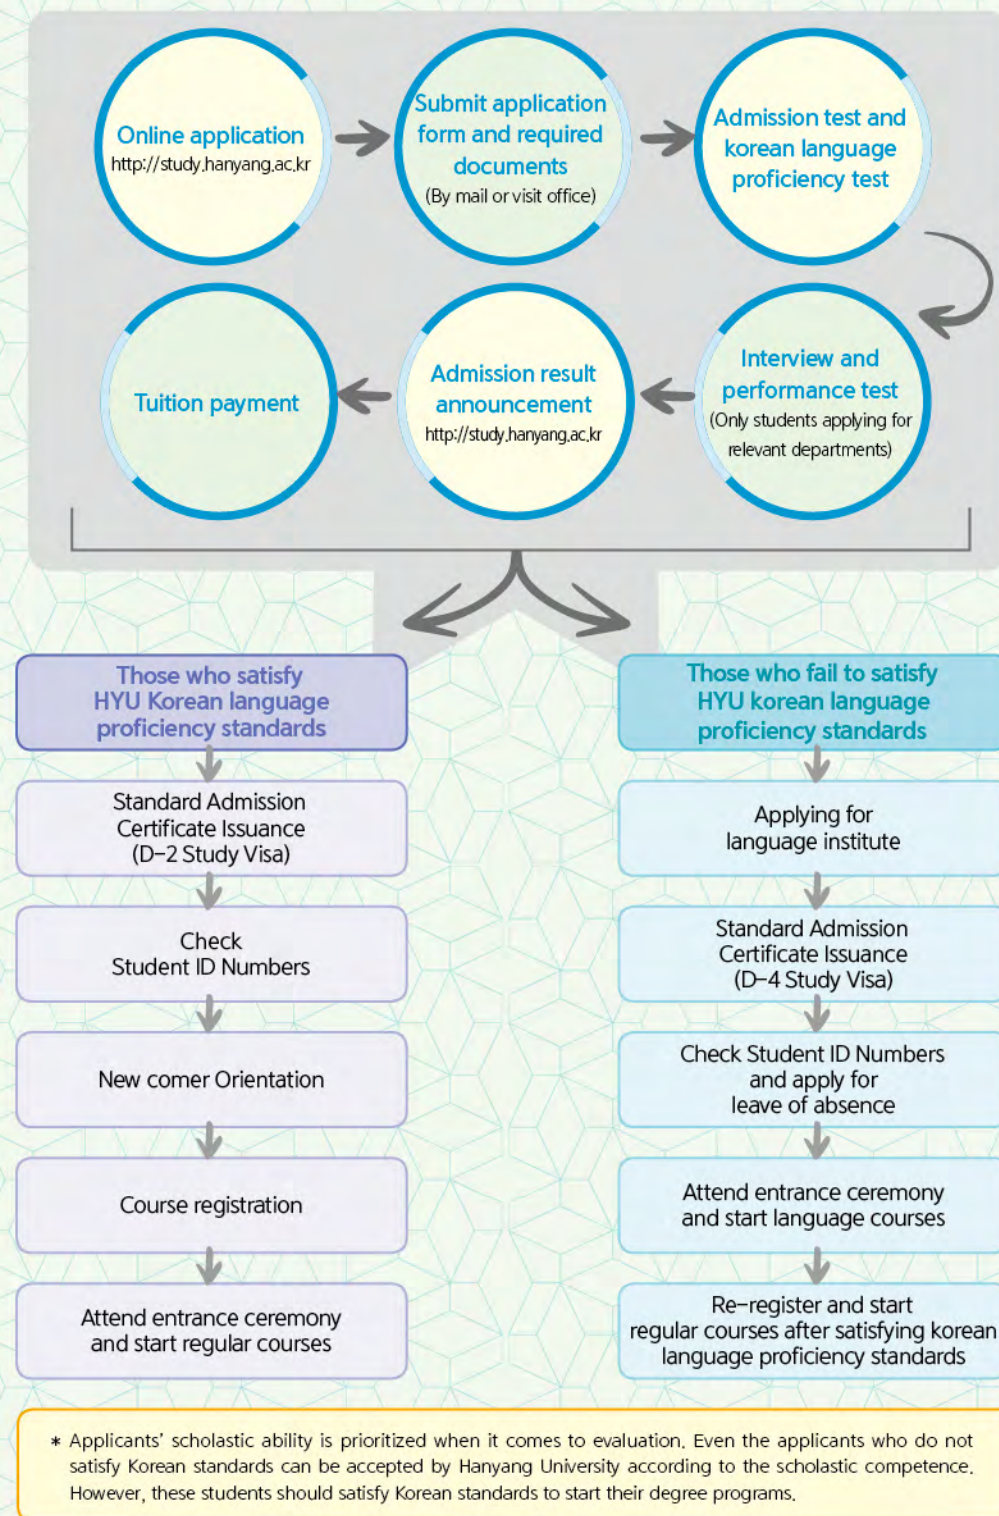 Online application
http://study.hanyang.ac.kr
Submit application
form and required
documents
(By mail or visit office)
Admission test and
korean language
proficiency test
Interview and
performance test
(Only students applying for
relevant departments)
Admission result
announcement
http://study.hanyang.ac.kr
Tuition payment
Those who satisfy
HYU Korean language
proficiency standards
Standard Admission
Certificate Issuance
(D-2 Study Visa)
Check
Student ID Numbers
New comer Orientation
Course registration
Attend entrance ceremony
and start regular courses
Those who fail to satisfy
HYU korean language
proficiency standards
Applying for
language institute
Standard Admission
Certificate Issuance
(D-4 Study Visa)
Check Student ID Numbers
and apply for
leave of absence
Attend entrance ceremony
and start language courses
Re-register and start
regular courses after satisfying korean
language proficiency standards
* Applicants' scholastic ability is prioritized when it comes to evaluation. Even the applicants who do not
satisfy Korean standards can be accepted by Hanyang University according to the scholastic competence.
However, these students should satisfy Korean standards to start their degree programs.